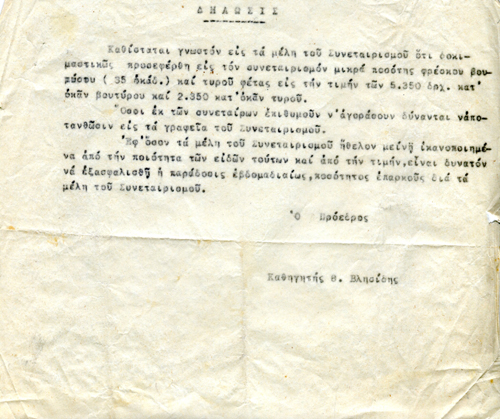 ΔΗΛΩΣΙΣ
Καθίσταται γνωστόν εἰς τά μέλη τοῦ Συνεταιρισμοῦ ὅτι δοκι-
μαστικῶς προσεφέρθη εἰς τόν συνεταιρισμόν μικρά ποσότης φρέσκου βου-
τύρου ( 35 ὀκάδ.) καί τυροῦ φέτας εἰς τήν τιμήν τῶν 5.350 δρχ. κατ'
ὀκᾶν βουτύρου καί 2.350 κατ'ὀκᾶν τυροῦ.
Ὅσοι ἐκ τῶν συνεταίρων ἐπιθυμοῦν ν'ἀγοράσουν δύνανται νἀπο-
τανθῶσιν εἰς τά γραφεῖα τοῦ Συνεταιρισμοῦ.
Ἐφ'ὅσον τά μέλη τοῦ Συνεταιρισμοῦ ἤθελον μείνῃ ἱκανοποιημέ-
να ἀπό τήν ποιότητα τῶν εἰδῶν τούτων καί ἀπό τήν τιμήν,εἶναι δυνατόν
νά ἐξασφαλισθῇ ἡ παράδοσις ἑβδομαδιαίως,ποσότητος ἐπαρκοῦς διά τά
μέλη τοῦ Συνεταιρισμοῦ.
Ὁ Πρόεδρος
Καθηγητής Θ. Βλησίδης